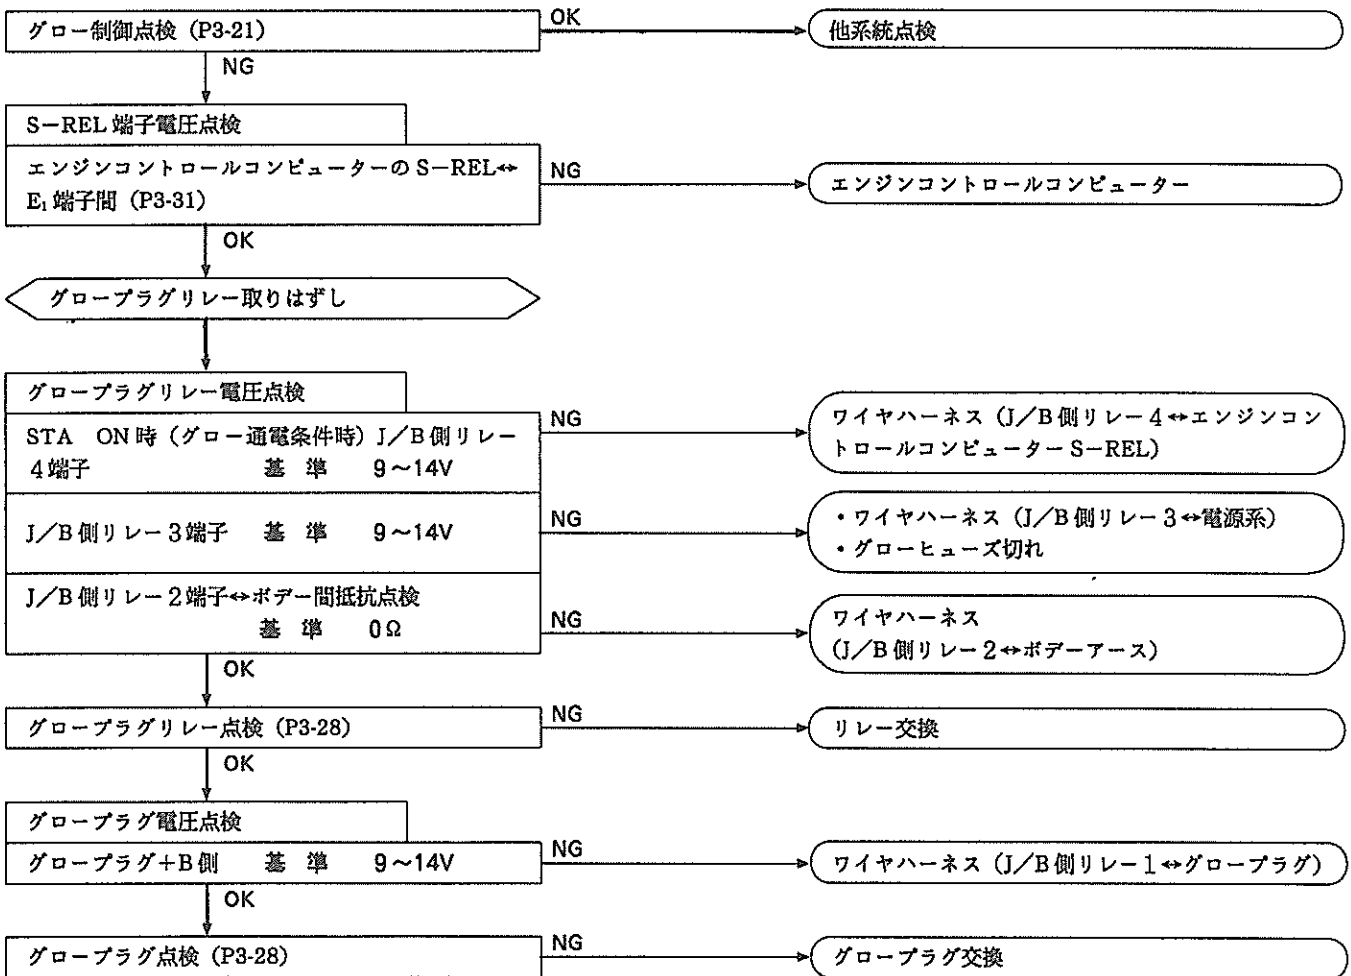 グロー制御点検 (P3-21)
OK
他系統点検
NG
S−REL 端子電圧点検
エンジンコントロールコンピューターの S−REL↔
E₁ 端子間 (P3-31)
NG
エンジンコントロールコンピューター
OK
グロープラグリレー取りはずし
グロープラグリレー電圧点検
STA ON 時 (グロー通電条件時) J/B 側リレー
4端子 基準 9〜14V
NG
ワイヤハーネス (J/B 側リレー 4↔エンジンコン
トロールコンピューター S−REL)
J/B 側リレー 3端子 基準 9〜14V
NG
・ワイヤハーネス (J/B 側リレー 3↔電源系)
・グローヒューズ切れ
J/B 側リレー 2端子↔ボデー間抵抗点検
基準 0Ω
NG
ワイヤハーネス
(J/B 側リレー 2↔ボデーアース)
OK
グロープラグリレー点検 (P3-28)
NG
リレー交換
OK
グロープラグ電圧点検
グロープラグ+B 側 基準 9〜14V
NG
ワイヤハーネス (J/B 側リレー 1↔グロープラグ)
OK
グロープラグ点検 (P3-28)
NG
グロープラグ交換